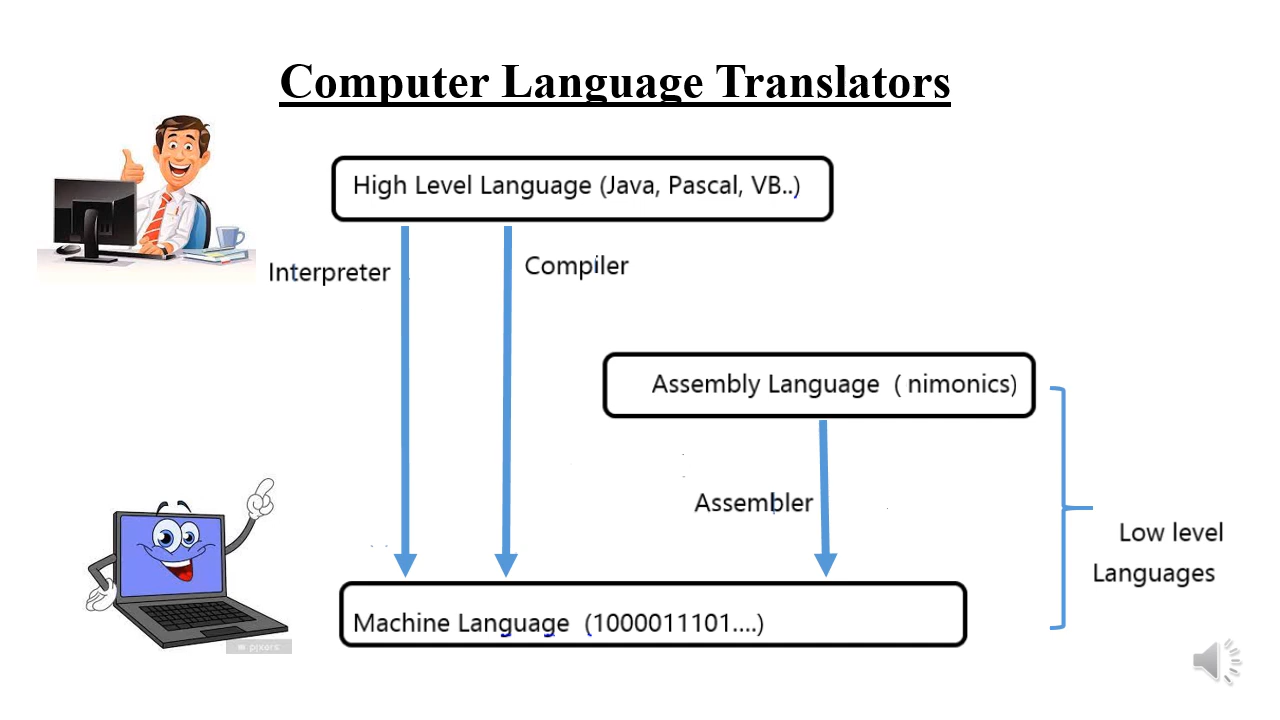 Computer Language Translators
High Level Language (Java, Pascal, VB..)
Interpreter
Compiler
Assembly Language ( nimonics)
Assembler
Low level
Languages
Machine Language (1000011101....)
pixers